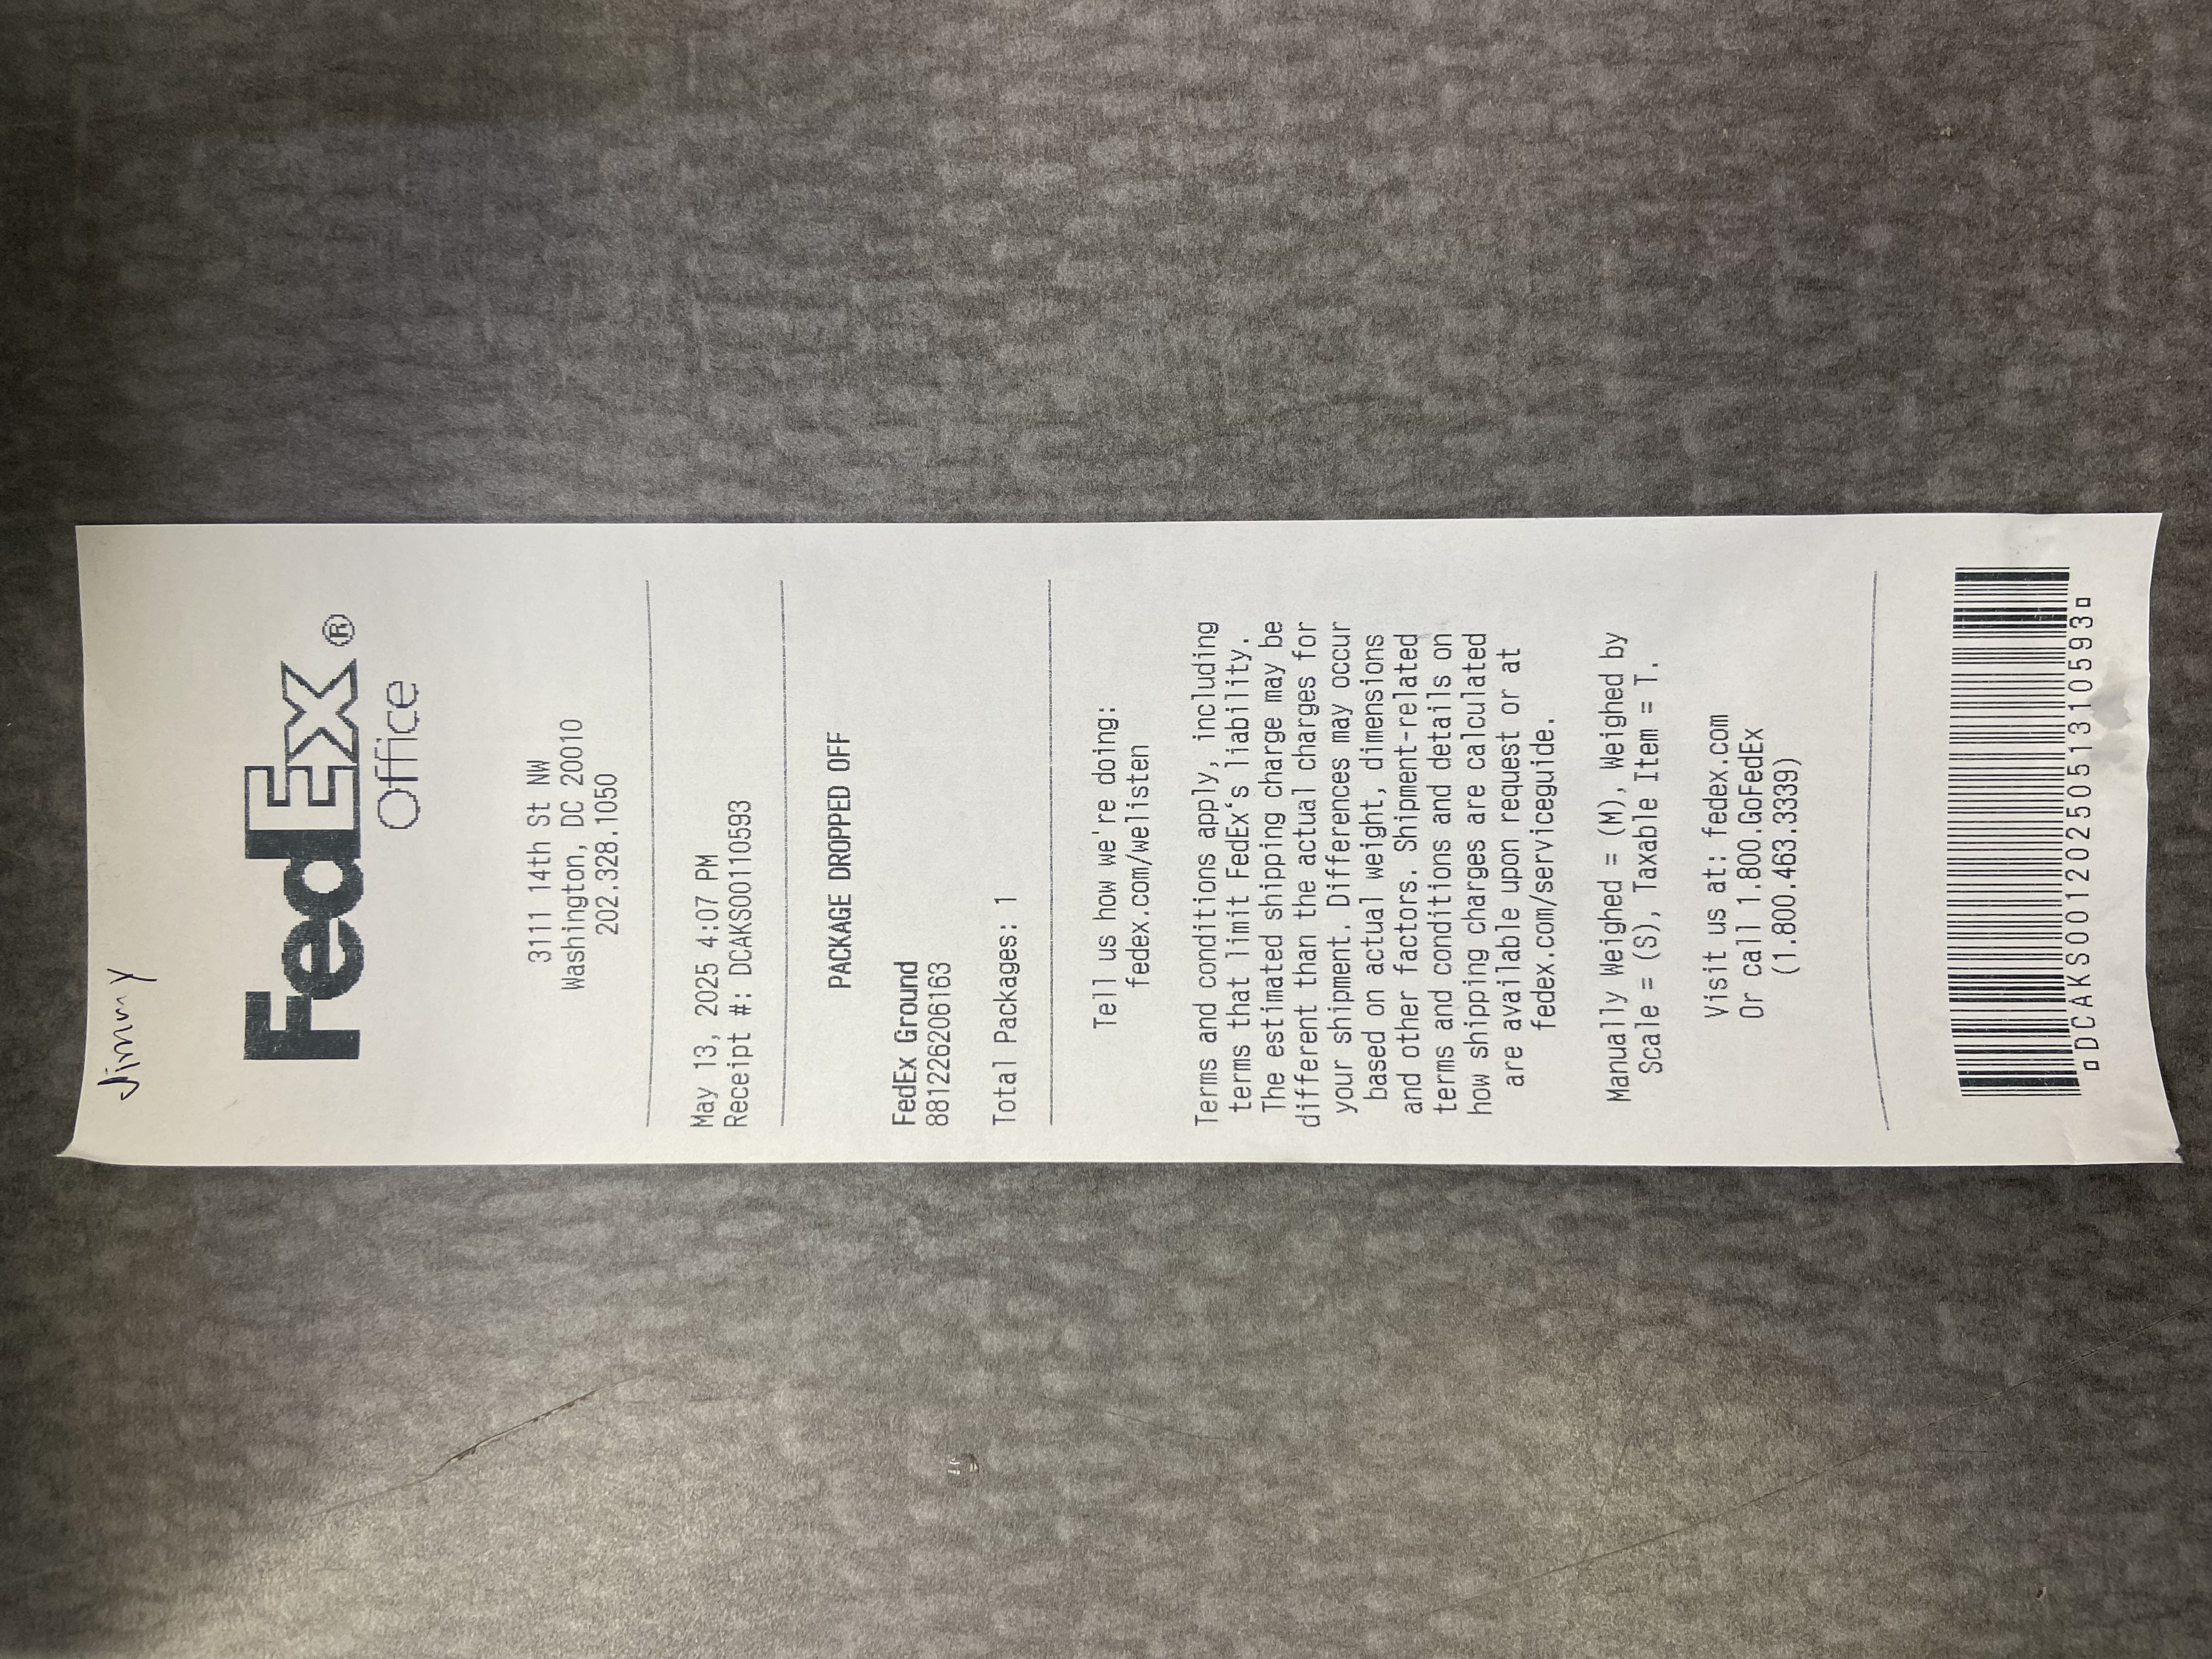 Jimmy
FedEx®
Office
3111 14th St NW
Washington, DC 20010
202.328.1050
May 13, 2025 4:07 PM
Receipt #: DCAKS00110593
PACKAGE DROPPED OFF
FedEx Ground
881226206163
Total Packages: 1
Tell us how we're doing:
fedex.com/welisten
Terms and conditions apply, including
terms that limit FedEx's liability.
The estimated shipping charge may be
different than the actual charges for
your shipment. Differences may occur
based on actual weight, dimensions
and other factors. Shipment-related
terms and conditions and details on
how shipping charges are calculated
are available upon request or at
fedex.com/serviceguide.
Manually Weighed = (M), Weighed by
Scale = (S), Taxable Item = T.
Visit us at: fedex.com
Or call 1.800.GoFedEx
(1.800.463.3339)
DCAKS0012025051310593